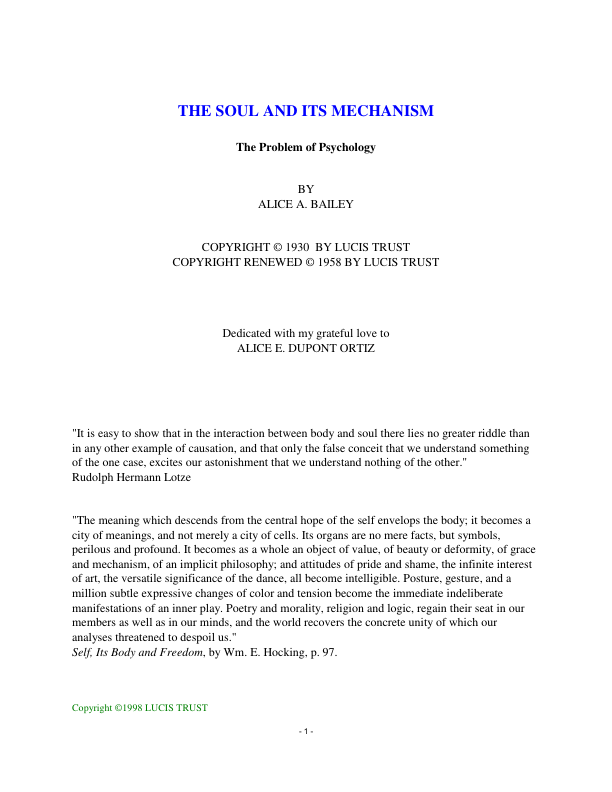 THE SOUL AND ITS MECHANISM
The Problem of Psychology
BY
ALICE A. BAILEY
COPYRIGHT © 1930  BY LUCIS TRUST
COPYRIGHT RENEWED © 1958 BY LUCIS TRUST
Dedicated with my grateful love to
ALICE E. DUPONT ORTIZ
"It is easy to show that in the interaction between body and soul there lies no greater riddle than
in any other example of causation, and that only the false conceit that we understand something
of the one case, excites our astonishment that we understand nothing of the other."
Rudolph Hermann Lotze
"The meaning which descends from the central hope of the self envelops the body; it becomes a
city of meanings, and not merely a city of cells. Its organs are no mere facts, but symbols,
perilous and profound. It becomes as a whole an object of value, of beauty or deformity, of grace
and mechanism, of an implicit philosophy; and attitudes of pride and shame, the infinite interest
of art, the versatile significance of the dance, all become intelligible. Posture, gesture, and a
million subtle expressive changes of color and tension become the immediate indeliberate
manifestations of an inner play. Poetry and morality, religion and logic, regain their seat in our
members as well as in our minds, and the world recovers the concrete unity of which our
analyses threatened to despoil us."
Self, Its Body and Freedom, by Wm. E. Hocking, p. 97.
Copyright ©1998 LUCIS TRUST
- 1 -